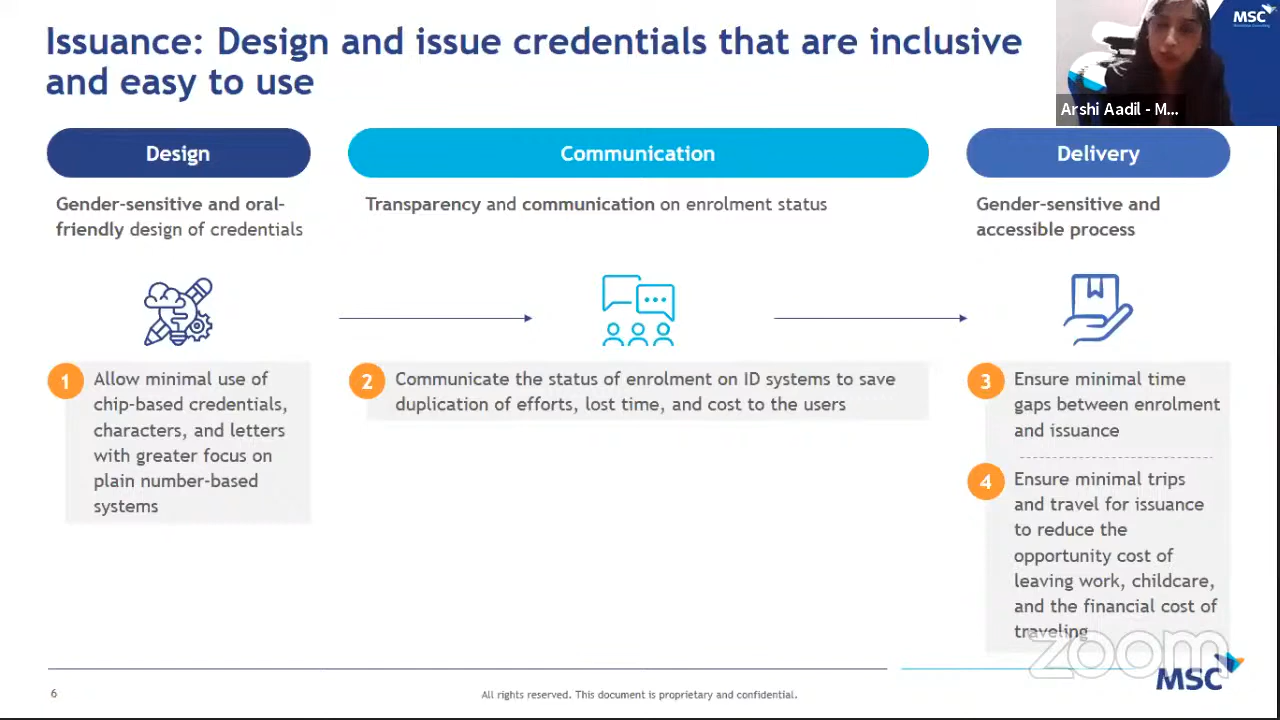 Issuance: Design and issue credentials that are inclusive
and easy to use
MSC
Arshi Aadil - M...
Design
Communication
Delivery
Gender-sensitive and oral-
friendly design of credentials
Transparency and communication on enrolment status
Gender-sensitive and
accessible process
1
Allow minimal use of
chip-based credentials,
characters, and letters
with greater focus on
plain number-based
systems
2
Communicate the status of enrolment on ID systems to save
duplication of efforts, lost time, and cost to the users
3
Ensure minimal time
gaps between enrolment
and issuance
4
Ensure minimal trips
and travel for issuance
to reduce the
opportunity cost of
leaving work, childcare,
and the financial cost of
traveling
zoom
MSC
6
All rights reserved. This document is proprietary and confidential.